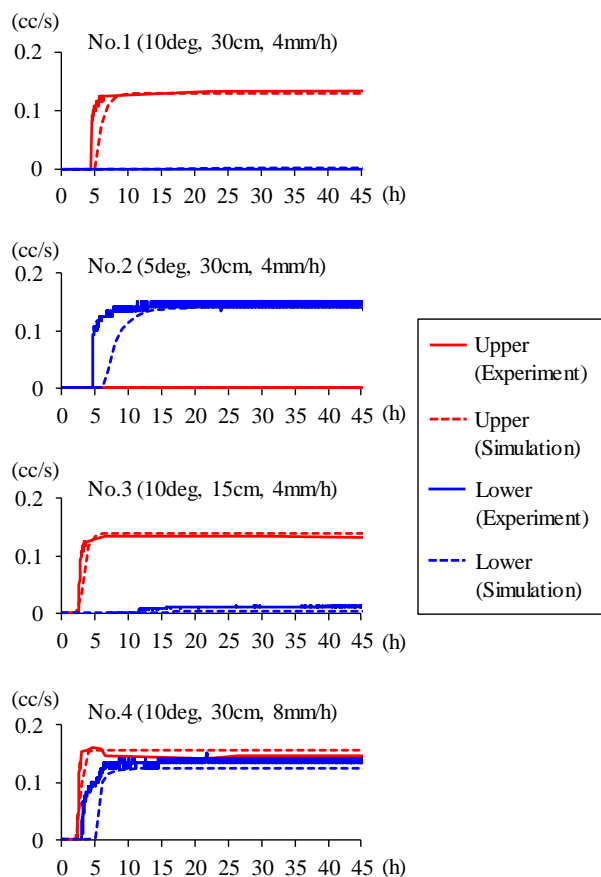 (cc/s)
No.1 (10deg, 30cm, 4mm/h)
0.2
0.1
0
0 5 10 15 20 25 30 35 40 45 (h)
(cc/s)
No.2 (5deg, 30cm, 4mm/h)
0.2
0.1
0
0 5 10 15 20 25 30 35 40 45 (h)
(cc/s)
No.3 (10deg, 15cm, 4mm/h)
0.2
0.1
0
0 5 10 15 20 25 30 35 40 45 (h)
(cc/s)
No.4 (10deg, 30cm, 8mm/h)
0.2
0.1
0
0 5 10 15 20 25 30 35 40 45 (h)
Upper
(Experiment)
Upper
(Simulation)
Lower
(Experiment)
Lower
(Simulation)